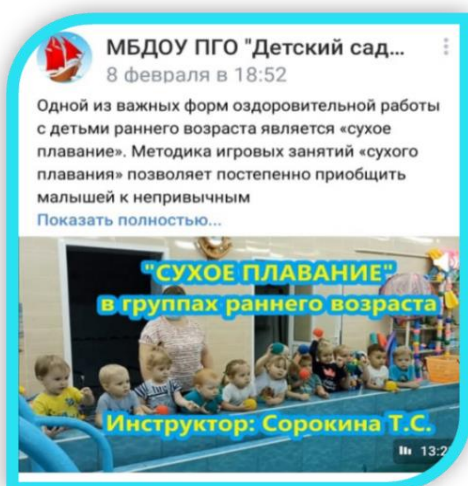 МБДОУ ПГО "Детский сад...
8 февраля в 18:52
Одной из важных форм оздоровительной работы
с детьми раннего возраста является «сухое
плавание». Методика игровых занятий «сухого
плавания» позволяет постепенно приобщить
малышей к непривычным
Показать полностью...
"СУХОЕ ПЛАВАНИЕ"
в группах раннего возраста
Инструктор: Сорокина Т.С.